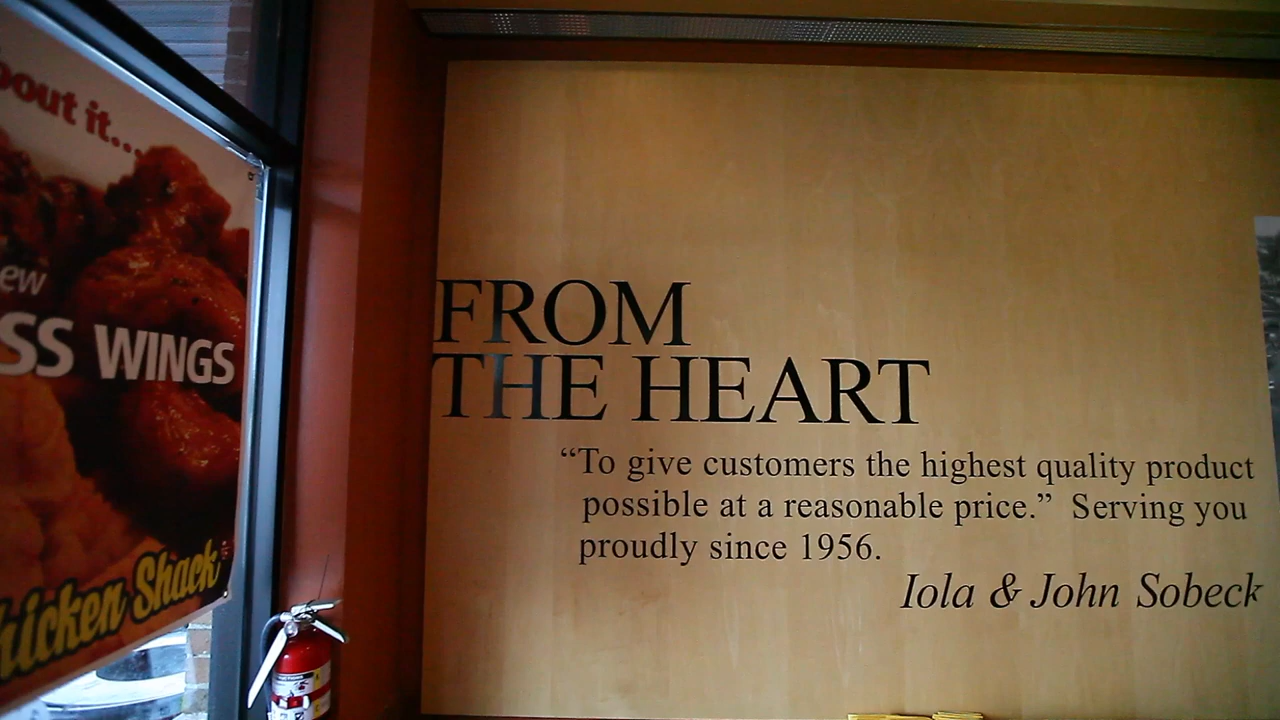 it...
WINGS
Shack
FROM
THE HEART
“To give customers the highest quality product
possible at a reasonable price.” Serving you
proudly since 1956.
Iola & John Sobeck